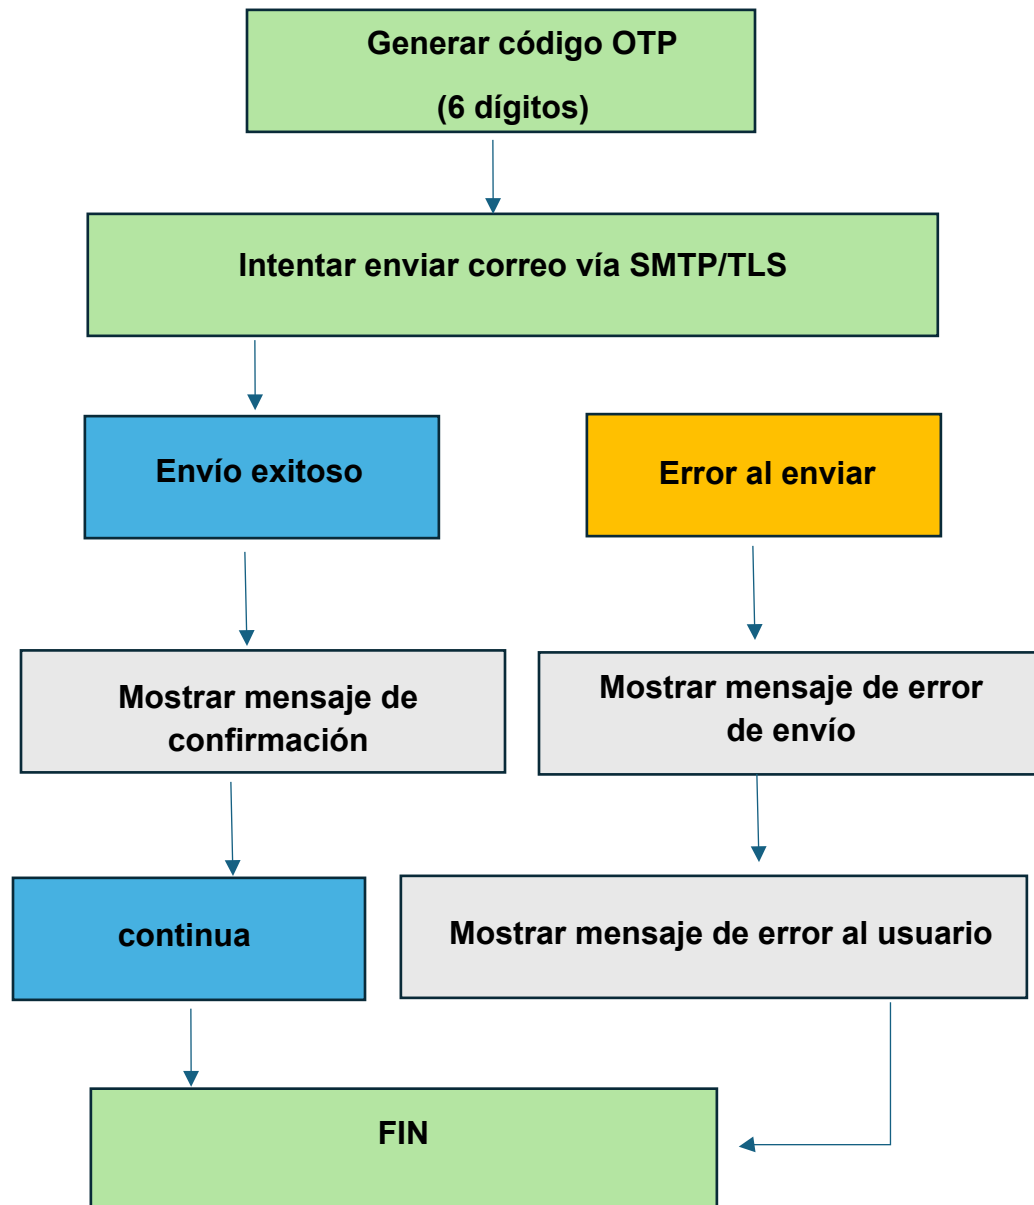 Generar código OTP
(6 dígitos)
Intentar enviar correo vía SMTP/TLS
Envío exitoso
Error al enviar
Mostrar mensaje de
confirmación
Mostrar mensaje de error
de envío
continua
Mostrar mensaje de error al usuario
FIN